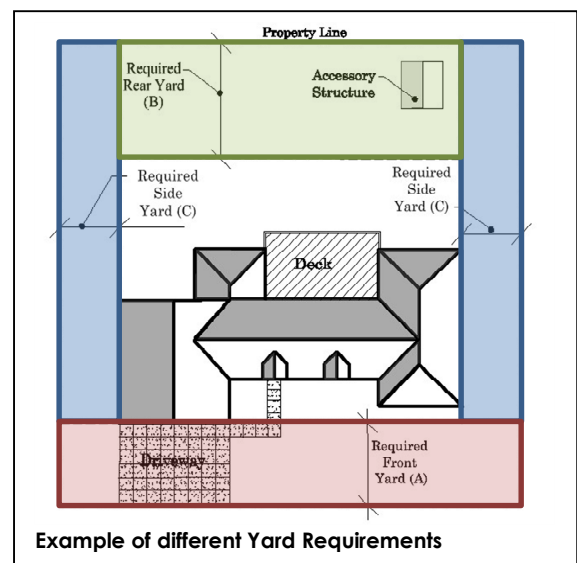 Property Line
Required
Rear Yard
(B)
Accessory
Structure
Required
Side
Yard (C)
Required
Side
Yard (C)
Deck
Driveway
Required
Front
Yard (A)
Example of different Yard Requirements